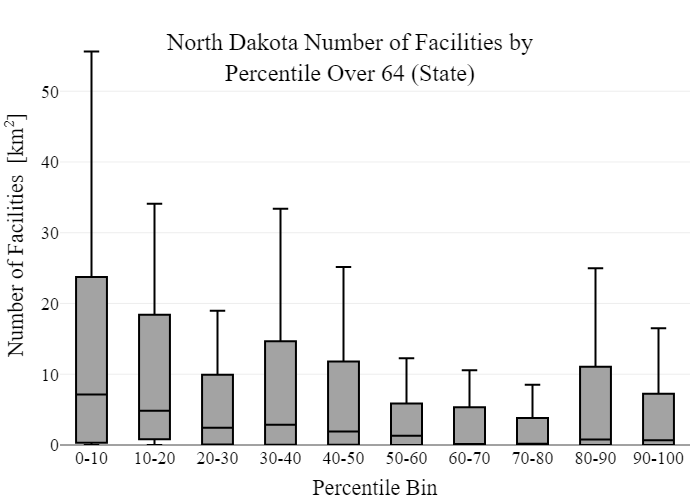 North Dakota Number of Facilities by
Percentile Over 64 (State)
Number of Facilities [km²]
50
40
30
20
10
0
0-10 10-20 20-30 30-40 40-50 50-60 60-70 70-80 80-90 90-100
Percentile Bin